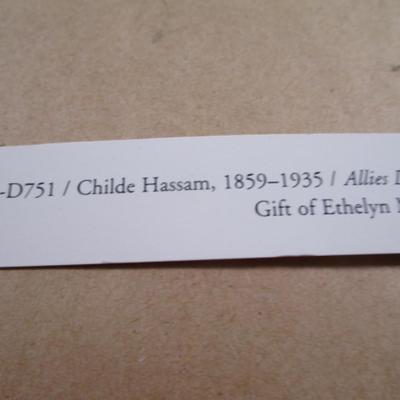 -D751 / Childe Hassam, 1859–1935 / Allies D
Gift of Ethelyn